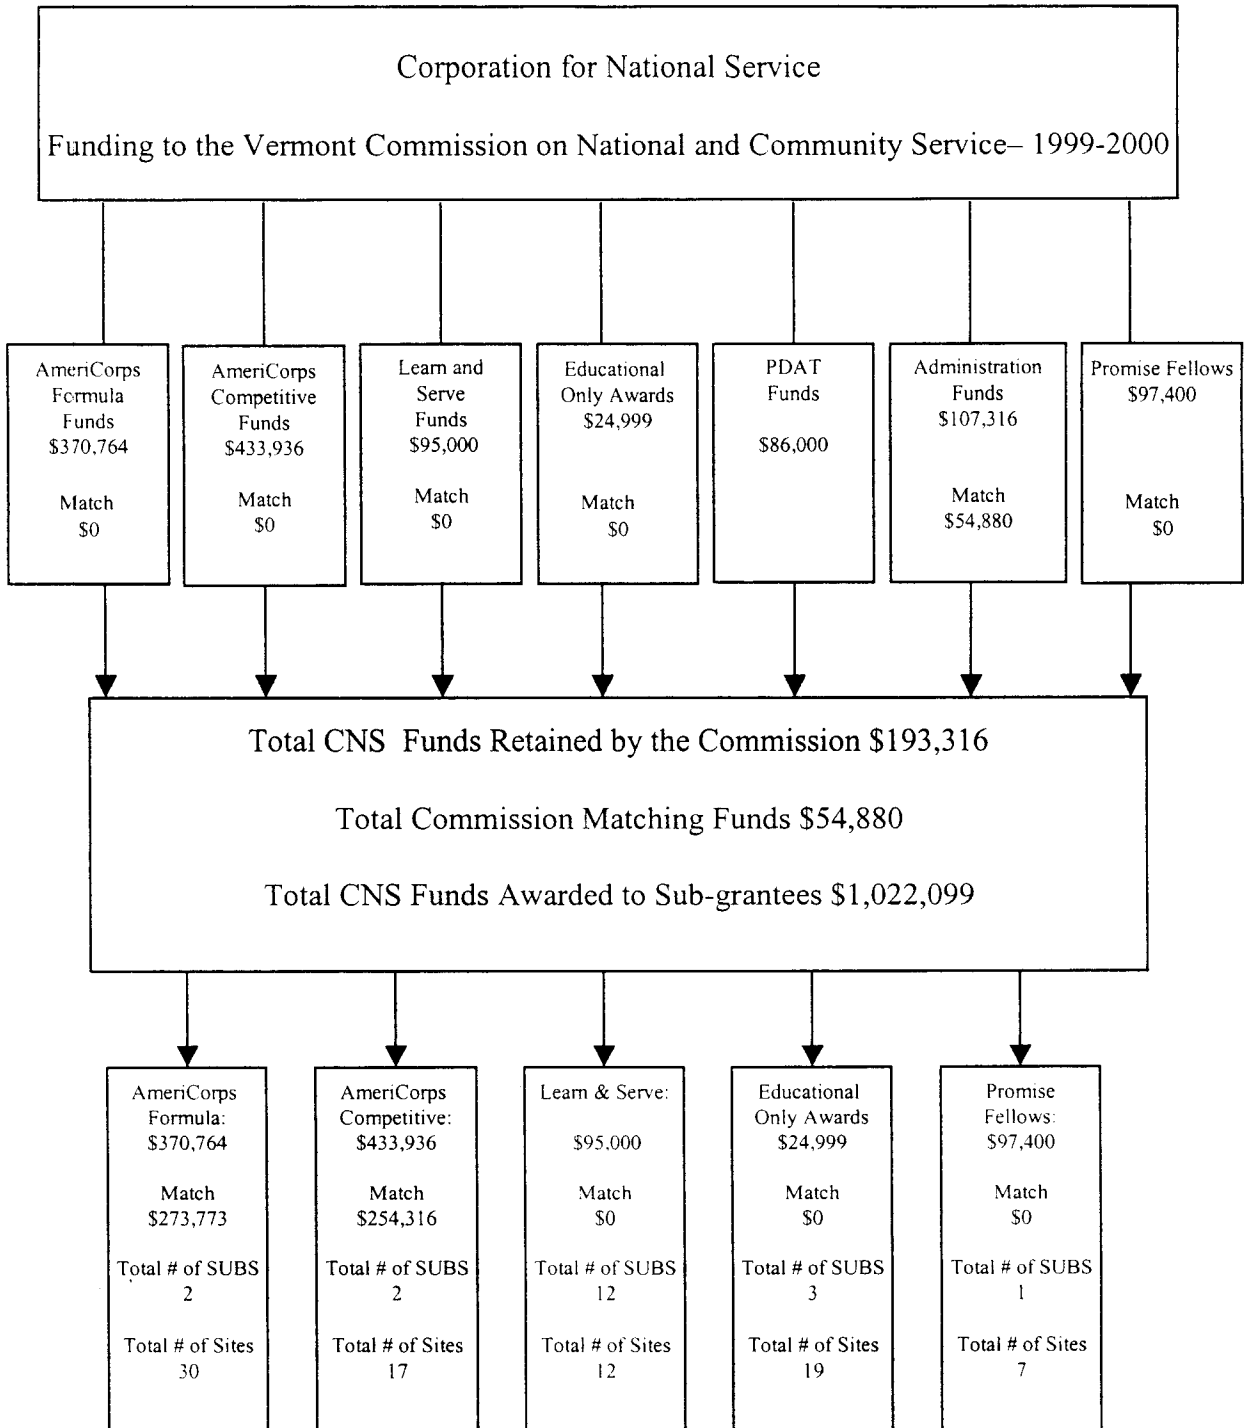 Corporation for National Service
Funding to the Vermont Commission on National and Community Service– 1999-2000
AmeriCorps
Formula
Funds
$370,764
Match
$0
AmeriCorps
Competitive
Funds
$433,936
Match
$0
Learn and
Serve
Funds
$95,000
Match
$0
Educational
Only Awards
$24,999
Match
$0
PDAT
Funds
$86,000
Administration
Funds
$107,316
Match
$54,880
Promise Fellows
$97,400
Match
$0
Total CNS Funds Retained by the Commission $193,316
Total Commission Matching Funds $54,880
Total CNS Funds Awarded to Sub-grantees $1,022,099
AmeriCorps
Formula:
$370,764
Match
$273,773
Total # of SUBS
2
Total # of Sites
30
AmeriCorps
Competitive:
$433,936
Match
$254,316
Total # of SUBS
2
Total # of Sites
17
Learn & Serve:
$95,000
Match
$0
Total # of SUBS
12
Total # of Sites
12
Educational
Only Awards
$24,999
Match
$0
Total # of SUBS
3
Total # of Sites
19
Promise
Fellows:
$97,400
Match
$0
Total # of SUBS
1
Total # of Sites
7